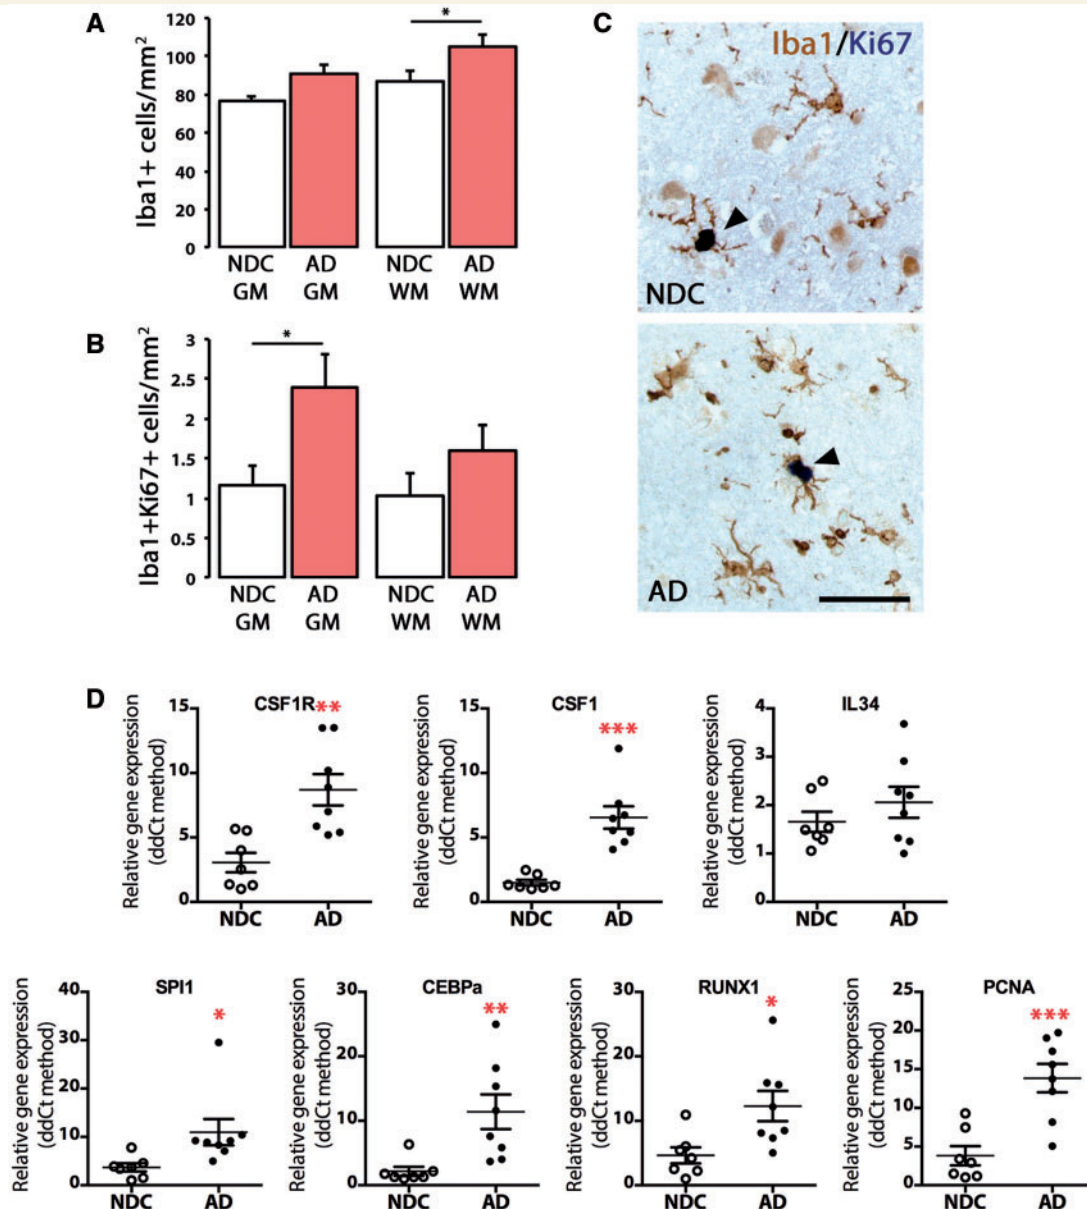 A
Iba1+ cells/mm²
120
100
80
60
40
20
0
*
NDC GM
AD GM
NDC WM
AD WM
B
Iba1+Ki67+ cells/mm²
3
2.5
2
1.5
1
0.5
0
*
NDC GM
AD GM
NDC WM
AD WM
C
Iba1/Ki67
NDC
AD
D
CSF1R**
Relative gene expression
(ddCt method)
15
10
5
0
NDC AD
CSF1
***
Relative gene expression
(ddCt method)
15
10
5
0
NDC AD
IL34
Relative gene expression
(ddCt method)
4
3
2
1
0
NDC AD
SPI1
*
Relative gene expression
(ddCt method)
40
30
20
10
0
NDC AD
CEBPa
**
Relative gene expression
(ddCt method)
30
20
10
0
NDC AD
RUNX1
*
Relative gene expression
(ddCt method)
30
20
10
0
NDC AD
PCNA
***
Relative gene expression
(ddCt method)
25
20
15
10
5
0
NDC AD